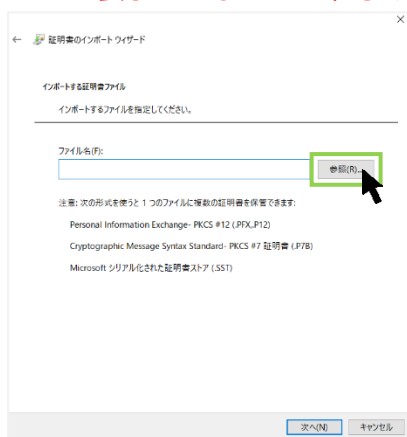 証明書のインポート ウィザード
インポートする証明書ファイル
インポートするファイルを指定してください。
ファイル名(F):
参照(R)...
注意: 次の形式を使うと 1 つのファイルに複数の証明書を保管できます:
Personal Information Exchange- PKCS #12 (.PFX,.P12)
Cryptographic Message Syntax Standard- PKCS #7 証明書 (.P7B)
Microsoft シリアル化された証明書ストア (.SST)
次へ(N) キャンセル